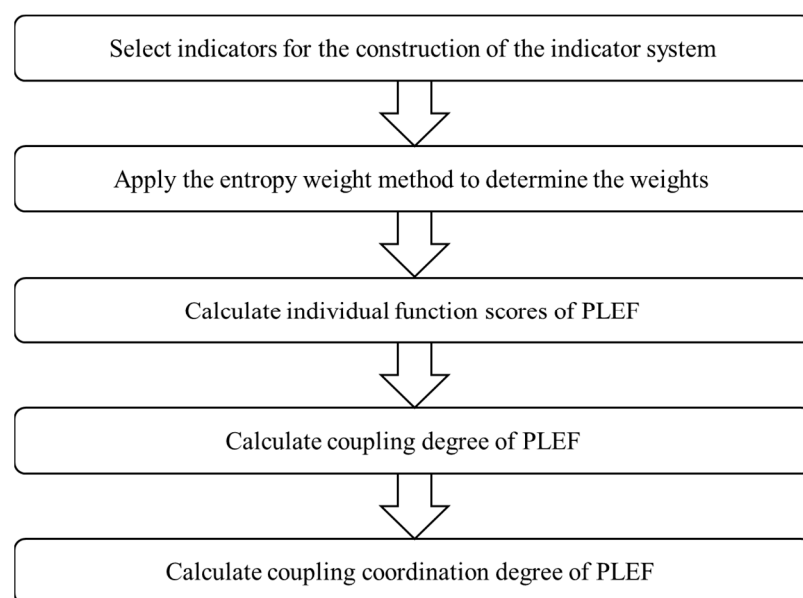 Select indicators for the construction of the indicator system
Apply the entropy weight method to determine the weights
Calculate individual function scores of PLEF
Calculate coupling degree of PLEF
Calculate coupling coordination degree of PLEF